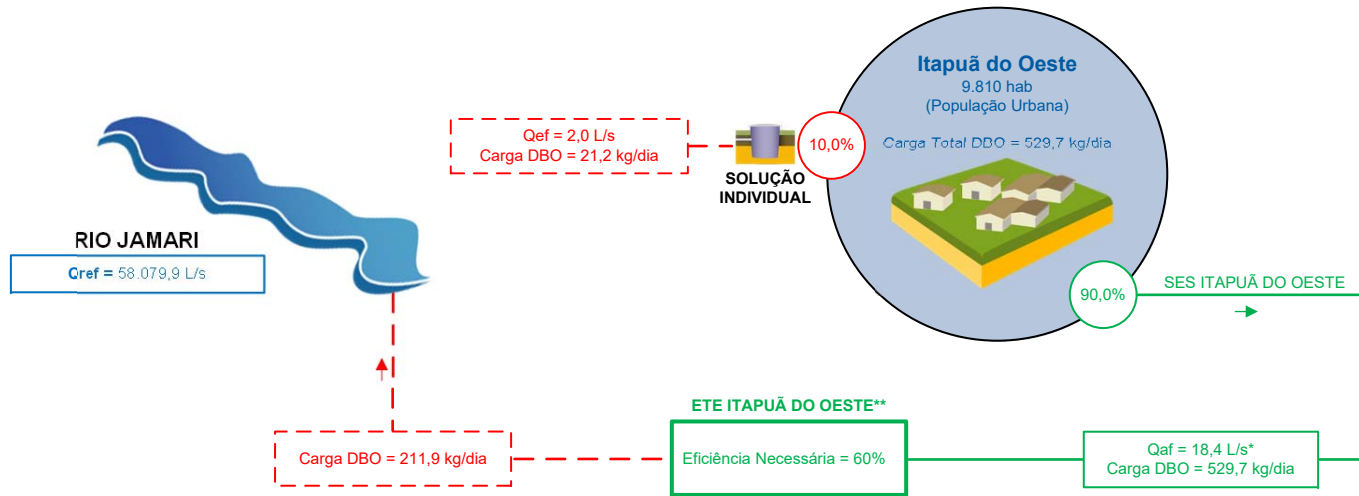 Itapuã do Oeste
9.810 hab
(População Urbana)
Carga Total DBO = 529,7 kg/dia
Qef = 2,0 L/s
Carga DBO = 21,2 kg/dia
10,0%
SOLUÇÃO
INDIVIDUAL
RIO JAMARI
Qref = 58.079,9 L/s
90,0%
SES ITAPUÃ DO OESTE
ETE ITAPUÃ DO OESTE**
Carga DBO = 211,9 kg/dia
Eficiência Necessária = 60%
Qaf = 18,4 L/s*
Carga DBO = 529,7 kg/dia